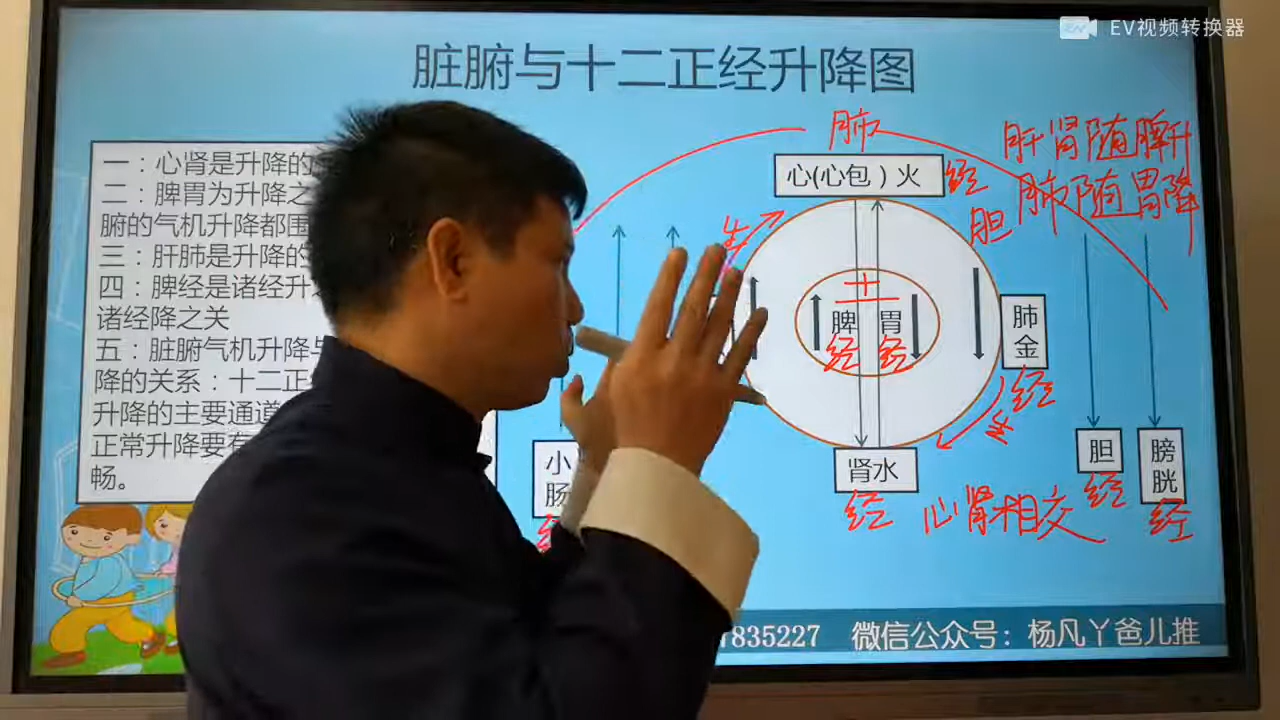 EV视频转换器
脏腑与十二正经升降图
一：心肾是升降的
二：脾胃为升降之
腑的气机升降都围
三：肝肺是升降的
四：脾经是诸经升
诸经降之关
五：脏腑气机升降与
降的关系：十二正
升降的主要通道
正常升降要有
畅。
肺
肝肾随脾升
肺随胃降
心(心包）火
经
胆
生
土
脾
胃
经
经
肺金
经
生
小肠
经
肾水
经
心肾相交
胆
经
膀胱
经
7835227
微信公众号：杨凡丫爸儿推